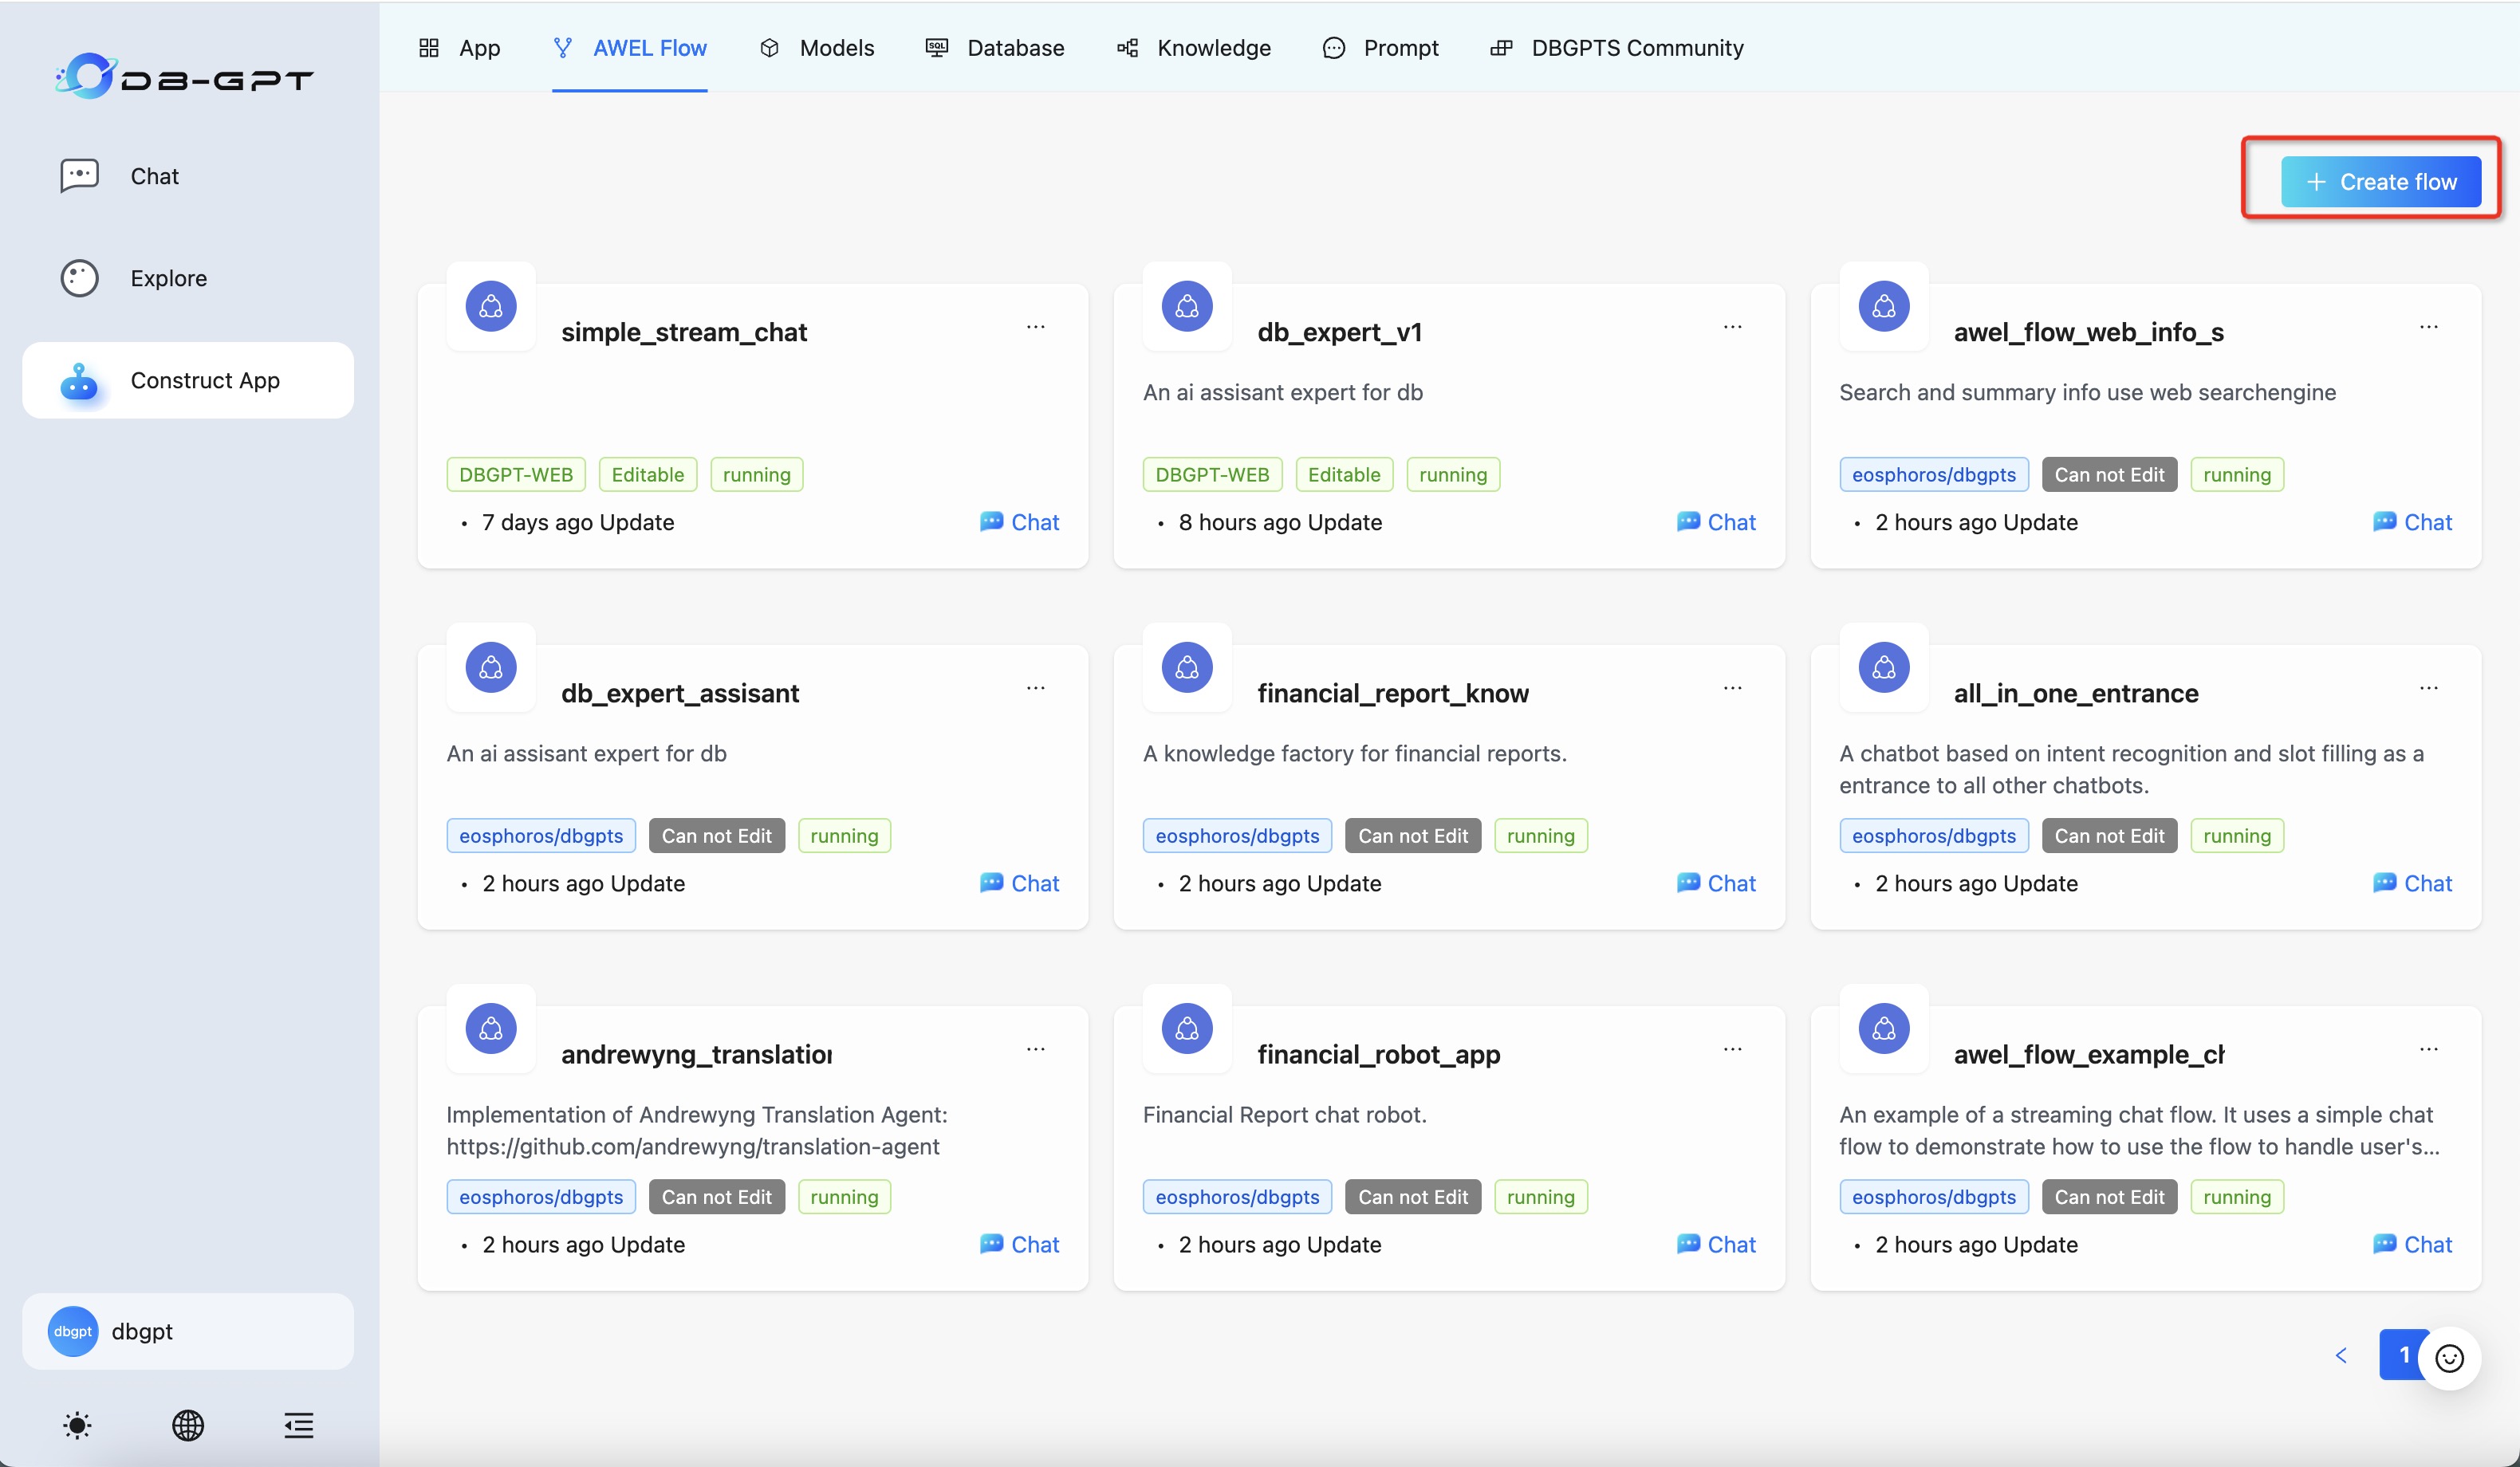 DB-GPT
Chat
Explore
Construct App
dbgpt
dbgpt
App
AWEL Flow
Models
SQL
Database
Knowledge
Prompt
DBGPTS Community
+ Create flow
simple_stream_chat
...
DBGPT-WEB
Editable
running
• 7 days ago Update
Chat
db_expert_v1
...
An ai assisant expert for db
DBGPT-WEB
Editable
running
• 8 hours ago Update
Chat
awel_flow_web_info_s
...
Search and summary info use web searchengine
eosphoros/dbgpts
Can not Edit
running
• 2 hours ago Update
Chat
db_expert_assisant
...
An ai assisant expert for db
eosphoros/dbgpts
Can not Edit
running
• 2 hours ago Update
Chat
financial_report_know
...
A knowledge factory for financial reports.
eosphoros/dbgpts
Can not Edit
running
• 2 hours ago Update
Chat
all_in_one_entrance
...
A chatbot based on intent recognition and slot filling as a
entrance to all other chatbots.
eosphoros/dbgpts
Can not Edit
running
• 2 hours ago Update
Chat
andrewyng_translation
...
Implementation of Andrewyng Translation Agent:
https://github.com/andrewyng/translation-agent
eosphoros/dbgpts
Can not Edit
running
• 2 hours ago Update
Chat
financial_robot_app
...
Financial Report chat robot.
eosphoros/dbgpts
Can not Edit
running
• 2 hours ago Update
Chat
awel_flow_example_ch
...
An example of a streaming chat flow. It uses a simple chat
flow to demonstrate how to use the flow to handle user's...
eosphoros/dbgpts
Can not Edit
running
• 2 hours ago Update
Chat
< 1